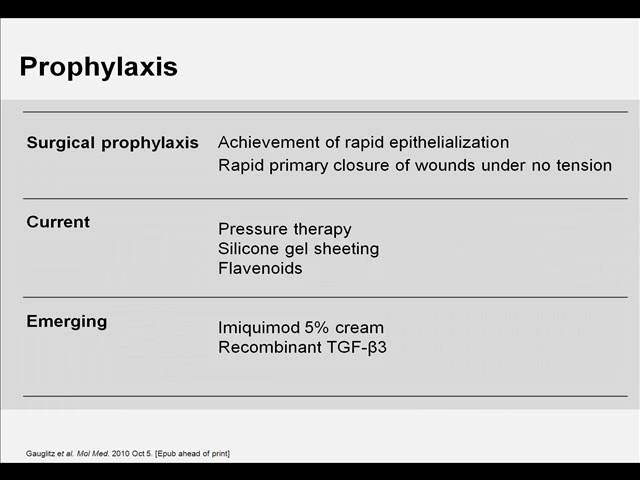 Prophylaxis
Surgical prophylaxis
Achievement of rapid epithelialization
Rapid primary closure of wounds under no tension
Current
Pressure therapy
Silicone gel sheeting
Flavenoids
Emerging
Imiquimod 5% cream
Recombinant TGF-β3
Gauglitz et al. Mol Med. 2010 Oct 5. [Epub ahead of print]